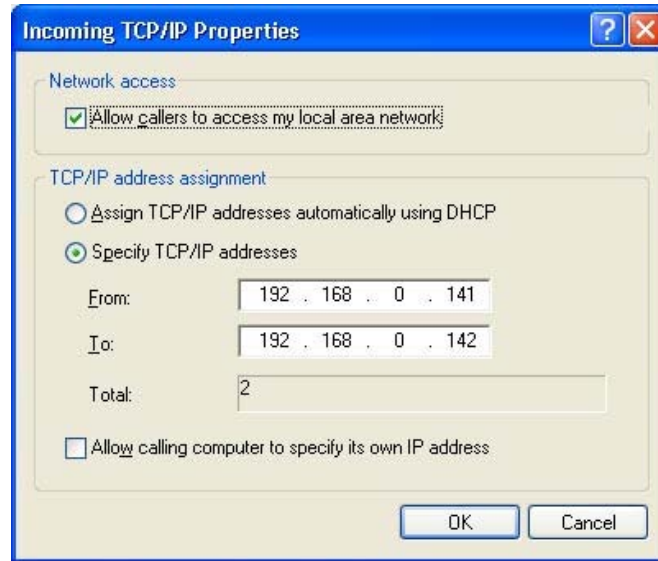 Incoming TCP/IP Properties
Network access
Allow callers to access my local area network
TCP/IP address assignment
Assign TCP/IP addresses automatically using DHCP
Specify TCP/IP addresses
From: 192 . 168 . 0 . 141
To: 192 . 168 . 0 . 142
Total: 2
Allow calling computer to specify its own IP address
OK Cancel